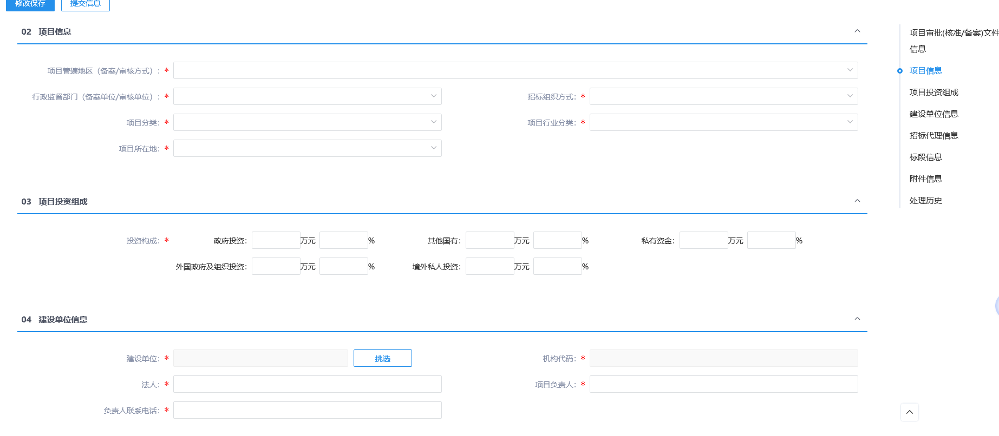 修改保存 提交信息
02 项目信息
项目管辖地区（备案/审核方式）：*
行政监督部门（备案单位/审核单位）：* 招标组织方式：*
项目分类：* 项目行业分类：*
项目所在地：*
03 项目投资组成
投资构成：* 政府投资： 万元 % 其他国有： 万元 % 私有资金： 万元 %
外国政府及组织投资： 万元 % 境外私人投资： 万元 %
04 建设单位信息
建设单位：* 挑选 机构代码：*
法人：* 项目负责人：*
负责人联系电话：*
项目审批(核准/备案)文件
信息
项目信息
项目投资组成
建设单位信息
招标代理信息
标段信息
附件信息
处理历史